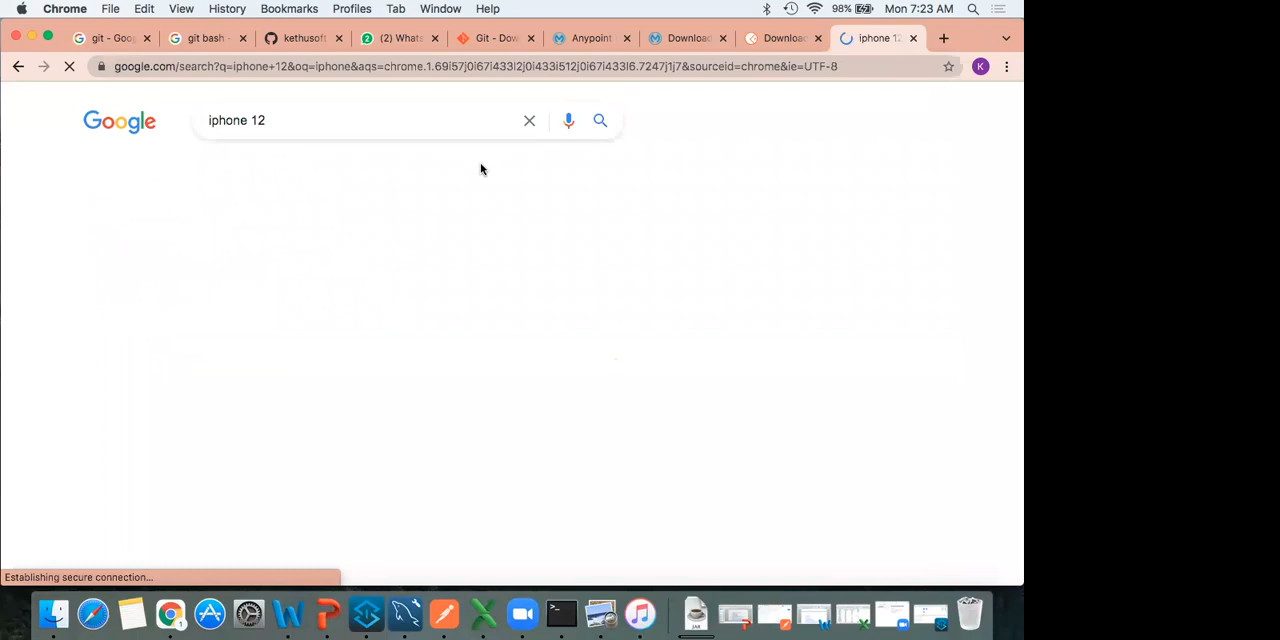 Chrome File Edit View History Bookmarks Profiles Tab Window Help 98% Mon 7:23 AM
git - Goo git bash - kethusoft (2) Whats Git - Dow Anypoint Download Download iphone 12
google.com/search?q=iphone+12&oq=iphone&aqs=chrome.1.69i57j0i67i433l2j0i433i512j0i67i433l6.7247j1j7&sourceid=chrome&ie=UTF-8 K
Google iphone 12
Establishing secure connection...